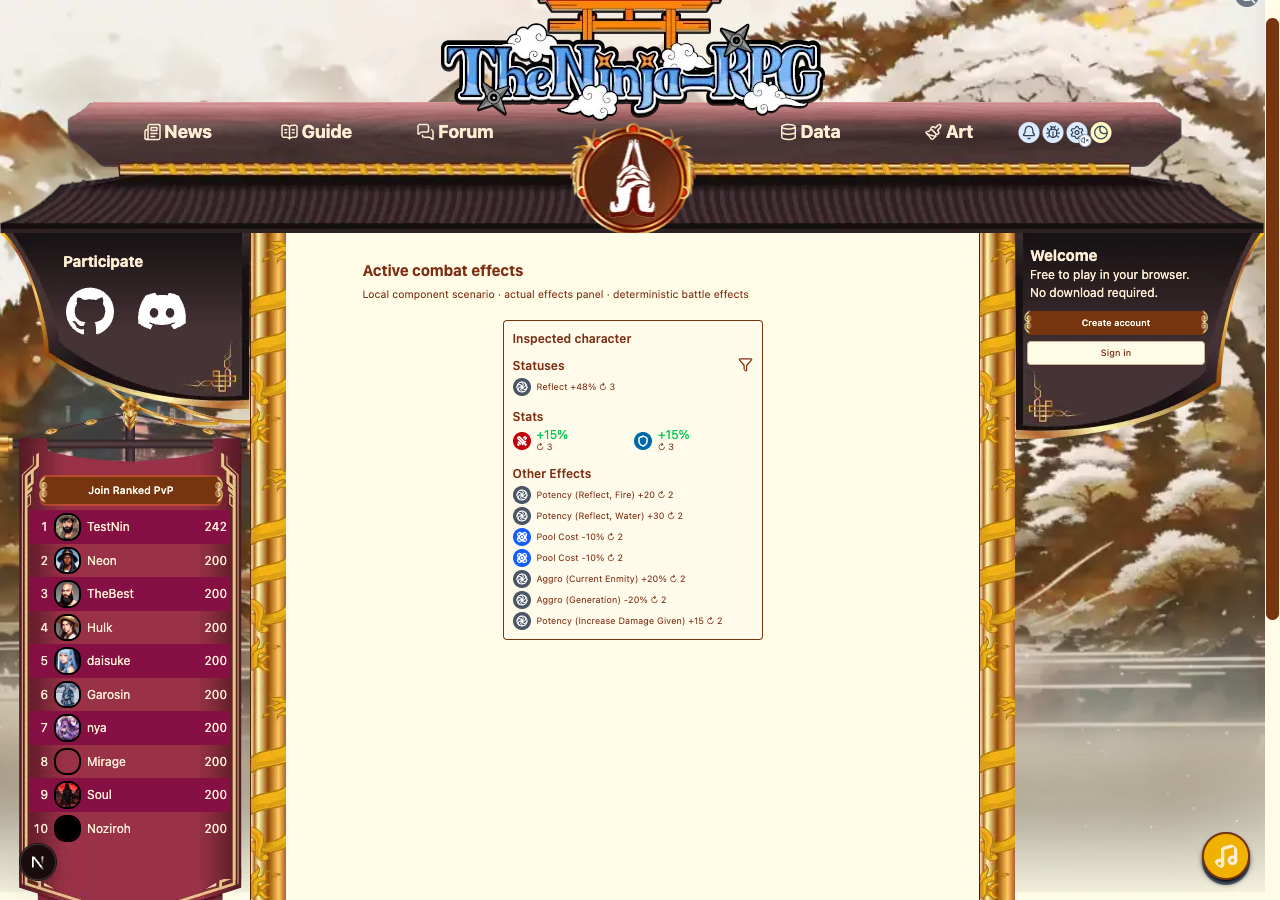 TheNinja-RPG
News
Guide
Forum
Data
Art
Participate
Join Ranked PvP
1 TestNin 242
2 Neon 200
3 TheBest 200
4 Hulk 200
5 daisuke 200
6 Garosin 200
7 nya 200
8 Mirage 200
9 Soul 200
10 Noziroh 200
N
Active combat effects
Local component scenario · actual effects panel · deterministic battle effects
Inspected character
Statuses
Reflect +48% ↻ 3
Stats
+15% +15%
↻ 3 ↻ 3
Other Effects
Potency (Reflect, Fire) +20 ↻ 2
Potency (Reflect, Water) +30 ↻ 2
Pool Cost -10% ↻ 2
Pool Cost -10% ↻ 2
Aggro (Current Enmity) +20% ↻ 2
Aggro (Generation) -20% ↻ 2
Potency (Increase Damage Given) +15 ↻ 2
Welcome
Free to play in your browser.
No download required.
Create account
Sign in